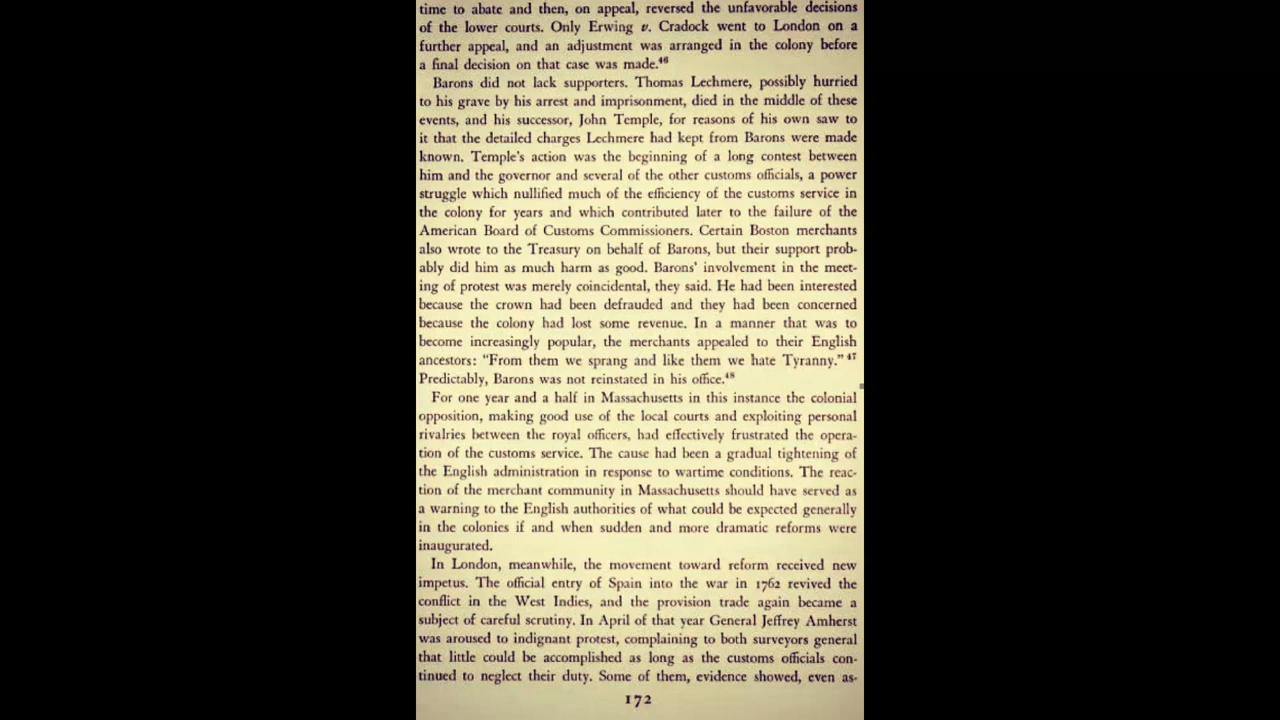 time to abate and then, on appeal, reversed the unfavorable decisions
of the lower courts. Only Erwing v. Cradock went to London on a
further appeal, and an adjustment was arranged in the colony before
a final decision on that case was made.⁴⁶
Barons did not lack supporters. Thomas Lechmere, possibly hurried
to his grave by his arrest and imprisonment, died in the middle of these
events, and his successor, John Temple, for reasons of his own saw to
it that the detailed charges Lechmere had kept from Barons were made
known. Temple's action was the beginning of a long contest between
him and the governor and several of the other customs officials, a power
struggle which nullified much of the efficiency of the customs service in
the colony for years and which contributed later to the failure of the
American Board of Customs Commissioners. Certain Boston merchants
also wrote to the Treasury on behalf of Barons, but their support prob-
ably did him as much harm as good. Barons' involvement in the meet-
ing of protest was merely coincidental, they said. He had been interested
because the crown had been defrauded and they had been concerned
because the colony had lost some revenue. In a manner that was to
become increasingly popular, the merchants appealed to their English
ancestors: "From them we sprang and like them we hate Tyranny." ⁴⁷
Predictably, Barons was not reinstated in his office.⁴⁸
For one year and a half in Massachusetts in this instance the colonial
opposition, making good use of the local courts and exploiting personal
rivalries between the royal officers, had effectively frustrated the opera-
tion of the customs service. The cause had been a gradual tightening of
the English administration in response to wartime conditions. The reac-
tion of the merchant community in Massachusetts should have served as
a warning to the English authorities of what could be expected generally
in the colonies if and when sudden and more dramatic reforms were
inaugurated.
In London, meanwhile, the movement toward reform received new
impetus. The official entry of Spain into the war in 1762 revived the
conflict in the West Indies, and the provision trade again became a
subject of careful scrutiny. In April of that year General Jeffrey Amherst
was aroused to indignant protest, complaining to both surveyors general
that little could be accomplished as long as the customs officials con-
tinued to neglect their duty. Some of them, evidence showed, even as-
172